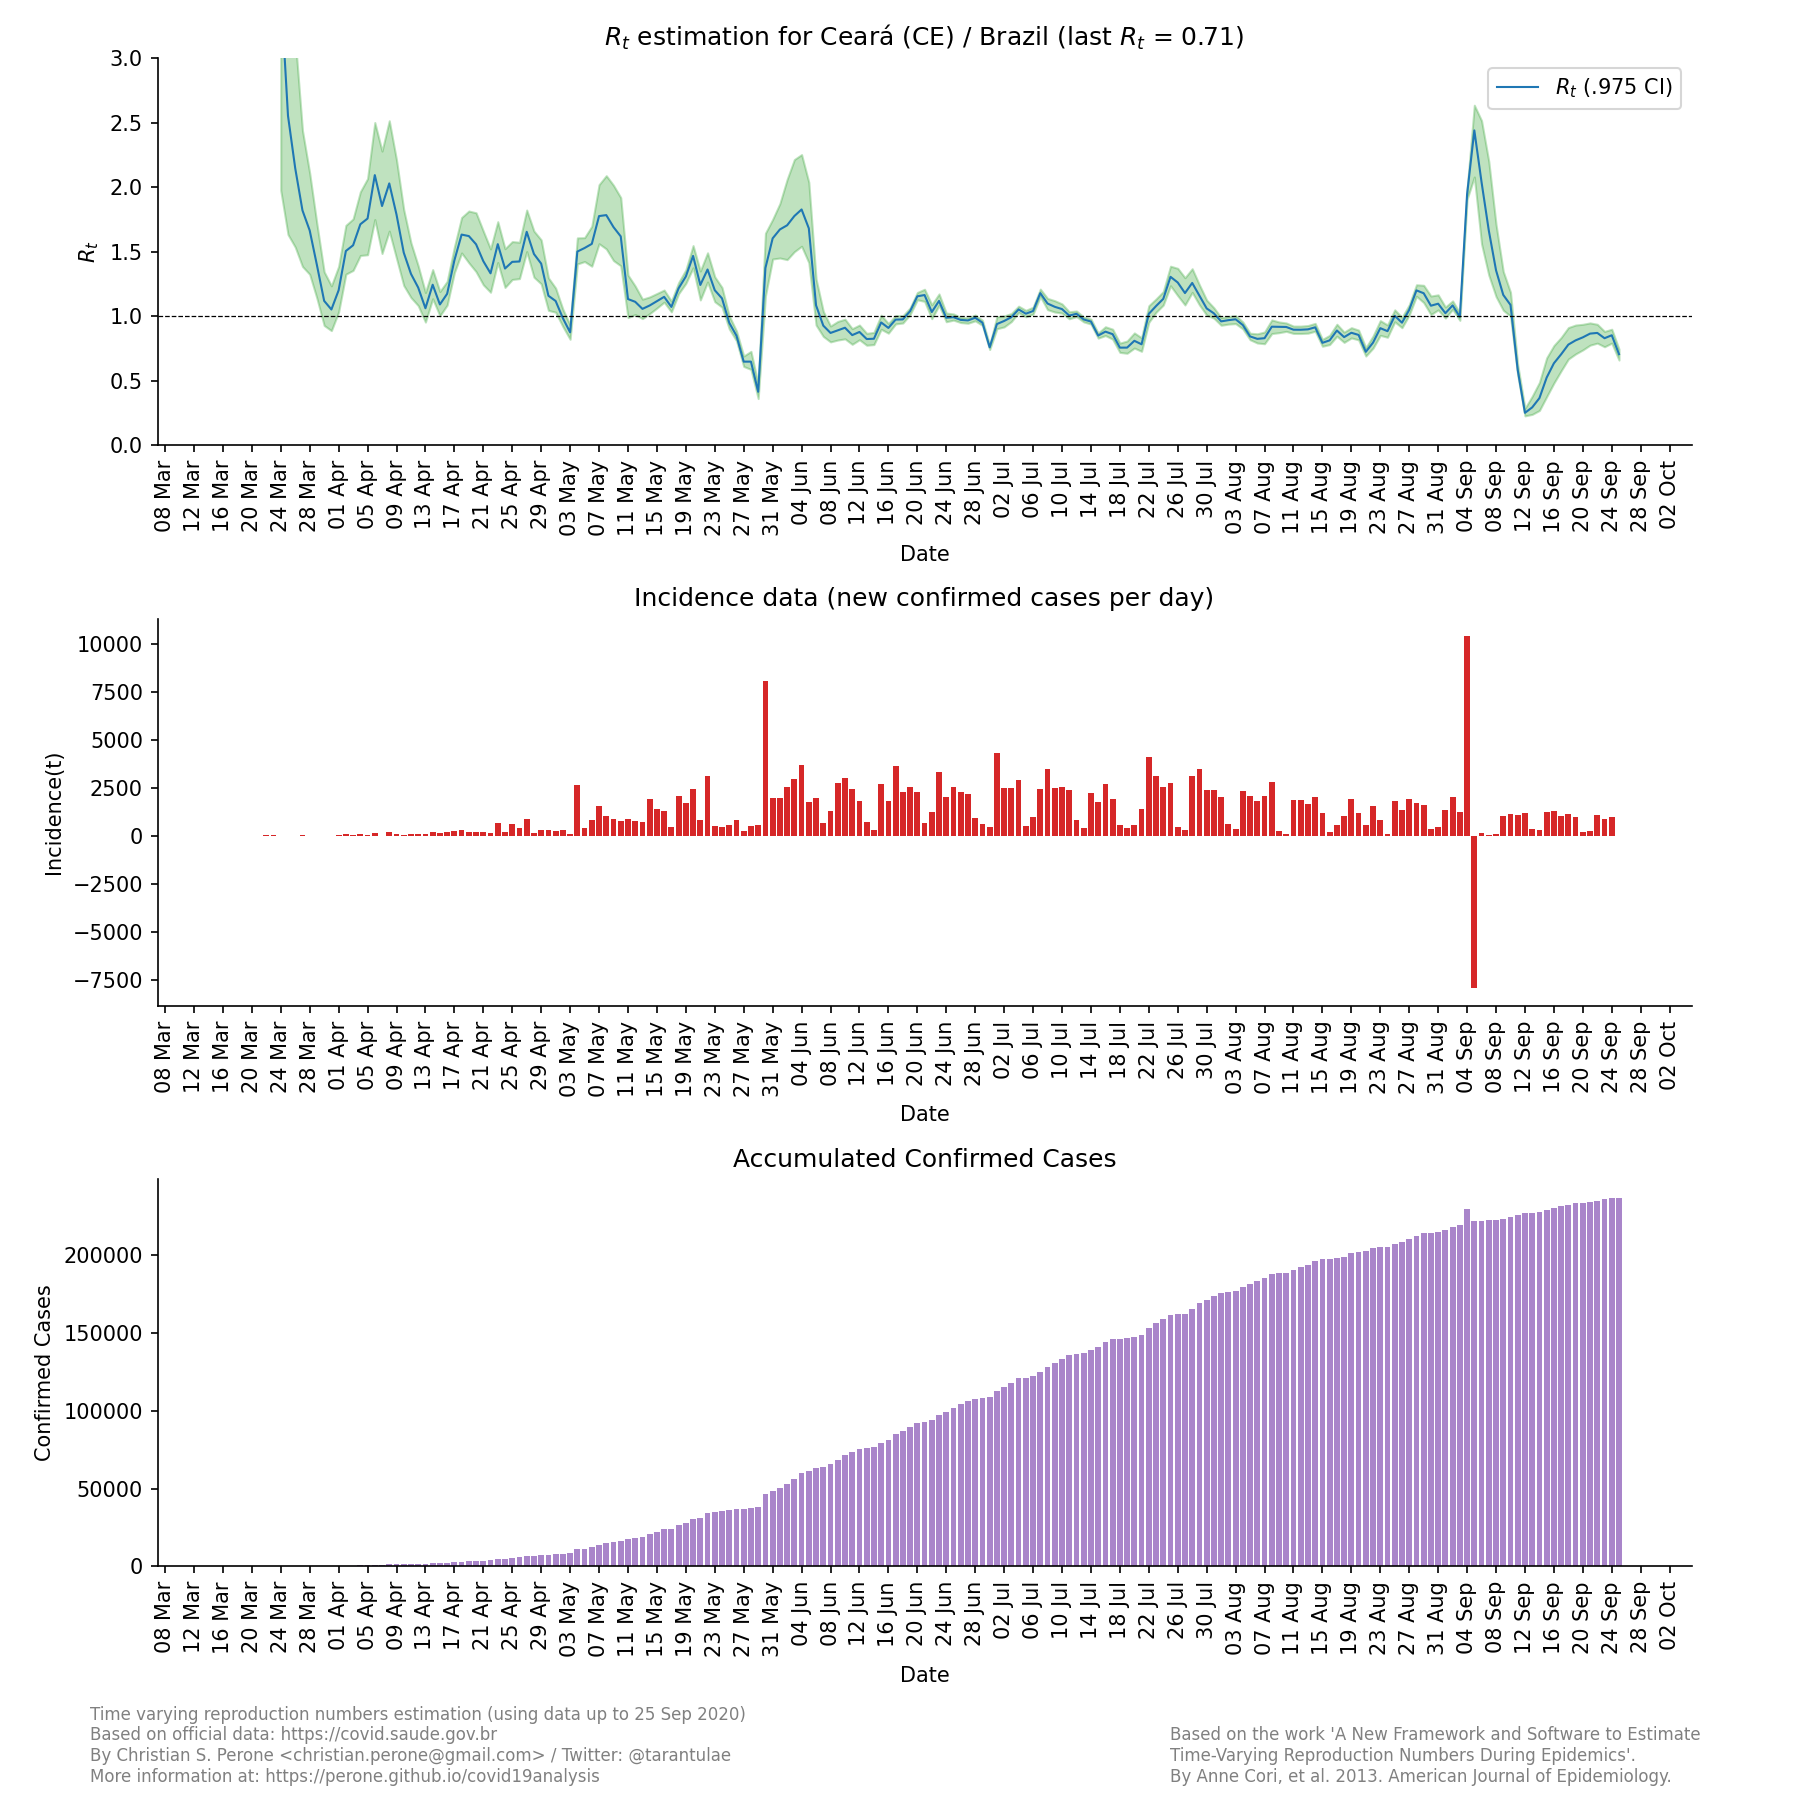 Rt estimation for Ceará (CE) / Brazil (last Rt = 0.71)
Rt (.975 CI)
3.0
2.5
2.0
1.5
1.0
0.5
0.0
Rt
08 Mar 12 Mar 16 Mar 20 Mar 24 Mar 28 Mar 01 Apr 05 Apr 09 Apr 13 Apr 17 Apr 21 Apr 25 Apr 29 Apr 03 May 07 May 11 May 15 May 19 May 23 May 27 May 31 May 04 Jun 08 Jun 12 Jun 16 Jun 20 Jun 24 Jun 28 Jun 02 Jul 06 Jul 10 Jul 14 Jul 18 Jul 22 Jul 26 Jul 30 Jul 03 Aug 07 Aug 11 Aug 15 Aug 19 Aug 23 Aug 27 Aug 31 Aug 04 Sep 08 Sep 12 Sep 16 Sep 20 Sep 24 Sep 28 Sep 02 Oct
Date
Incidence data (new confirmed cases per day)
10000
7500
5000
2500
0
−2500
−5000
−7500
Incidence(t)
08 Mar 12 Mar 16 Mar 20 Mar 24 Mar 28 Mar 01 Apr 05 Apr 09 Apr 13 Apr 17 Apr 21 Apr 25 Apr 29 Apr 03 May 07 May 11 May 15 May 19 May 23 May 27 May 31 May 04 Jun 08 Jun 12 Jun 16 Jun 20 Jun 24 Jun 28 Jun 02 Jul 06 Jul 10 Jul 14 Jul 18 Jul 22 Jul 26 Jul 30 Jul 03 Aug 07 Aug 11 Aug 15 Aug 19 Aug 23 Aug 27 Aug 31 Aug 04 Sep 08 Sep 12 Sep 16 Sep 20 Sep 24 Sep 28 Sep 02 Oct
Date
Accumulated Confirmed Cases
200000
150000
100000
50000
0
Confirmed Cases
08 Mar 12 Mar 16 Mar 20 Mar 24 Mar 28 Mar 01 Apr 05 Apr 09 Apr 13 Apr 17 Apr 21 Apr 25 Apr 29 Apr 03 May 07 May 11 May 15 May 19 May 23 May 27 May 31 May 04 Jun 08 Jun 12 Jun 16 Jun 20 Jun 24 Jun 28 Jun 02 Jul 06 Jul 10 Jul 14 Jul 18 Jul 22 Jul 26 Jul 30 Jul 03 Aug 07 Aug 11 Aug 15 Aug 19 Aug 23 Aug 27 Aug 31 Aug 04 Sep 08 Sep 12 Sep 16 Sep 20 Sep 24 Sep 28 Sep 02 Oct
Date
Time varying reproduction numbers estimation (using data up to 25 Sep 2020)
Based on official data: https://covid.saude.gov.br
By Christian S. Perone <christian.perone@gmail.com> / Twitter: @tarantulae
More information at: https://perone.github.io/covid19analysis
Based on the work 'A New Framework and Software to Estimate
Time-Varying Reproduction Numbers During Epidemics'.
By Anne Cori, et al. 2013. American Journal of Epidemiology.